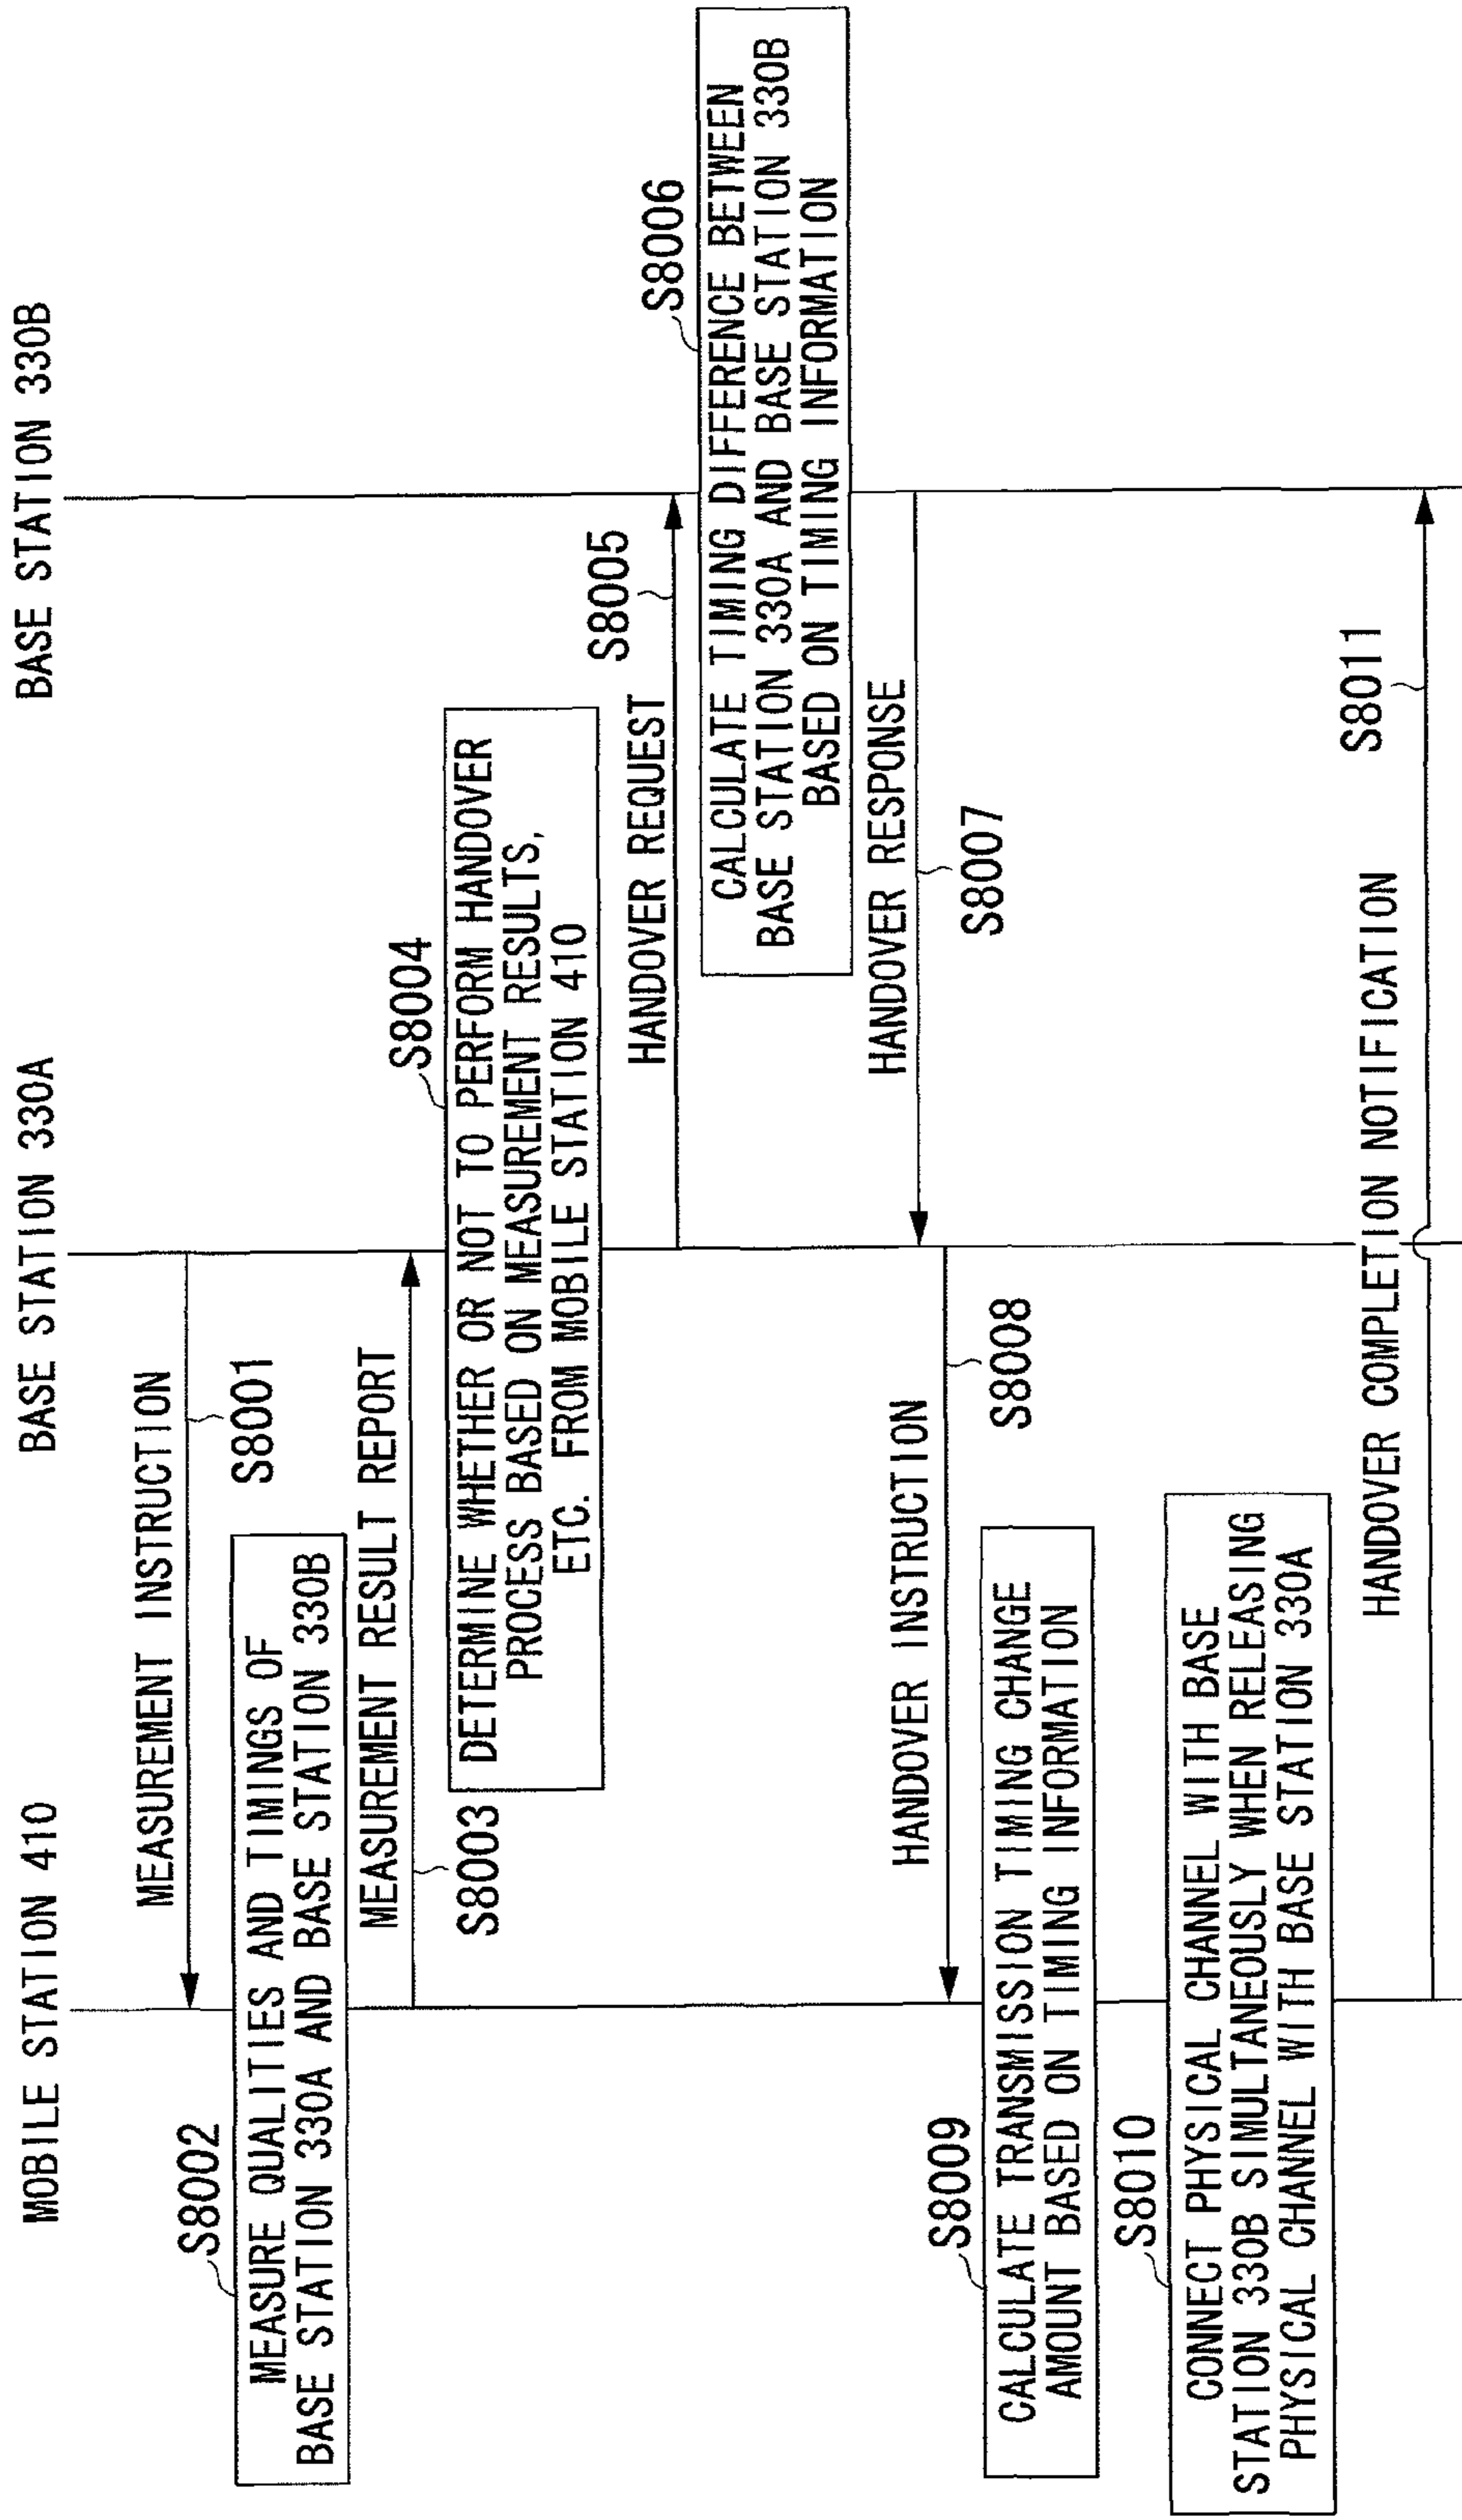 MOBILE STATION 410
BASE STATION 330A
BASE STATION 330B
MEASUREMENT INSTRUCTION
S8001
S8002
MEASURE QUALITIES AND TIMINGS OF
BASE STATION 330A AND BASE STATION 330B
MEASUREMENT RESULT REPORT
S8003
S8004
DETERMINE WHETHER OR NOT TO PERFORM HANDOVER
PROCESS BASED ON MEASUREMENT RESULTS,
ETC. FROM MOBILE STATION 410
HANDOVER REQUEST
S8005
S8006
CALCULATE TIMING DIFFERENCE BETWEEN
BASE STATION 330A AND BASE STATION 330B
BASED ON TIMING INFORMATION
HANDOVER RESPONSE
S8007
HANDOVER INSTRUCTION
S8008
S8009
CALCULATE TRANSMISSION TIMING CHANGE
AMOUNT BASED ON TIMING INFORMATION
S8010
CONNECT PHYSICAL CHANNEL WITH BASE
STATION 330B SIMULTANEOUSLY WHEN RELEASING
PHYSICAL CHANNEL WITH BASE STATION 330A
HANDOVER COMPLETION NOTIFICATION
S8011